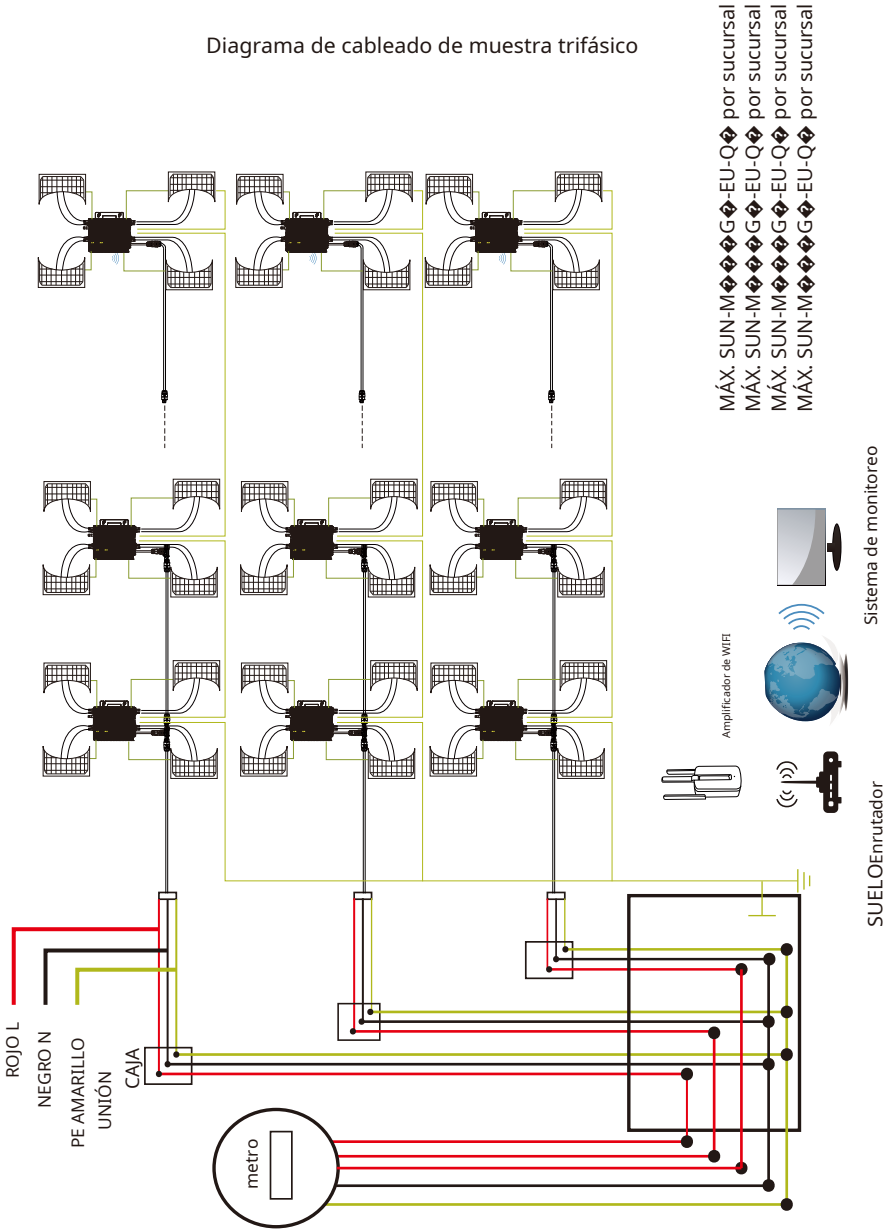 Diagrama de cableado de muestra trifásico
MÁX. SUN-M���G�-EU-Q� por sucursal
MÁX. SUN-M���G�-EU-Q� por sucursal
MÁX. SUN-M���G�-EU-Q� por sucursal
MÁX. SUN-M���G�-EU-Q� por sucursal
Sistema de monitoreo
Amplificador de WIFI
SUELOEnrutador
ROJO L
NEGRO N
PE AMARILLO
UNIÓN
CAJA
metro